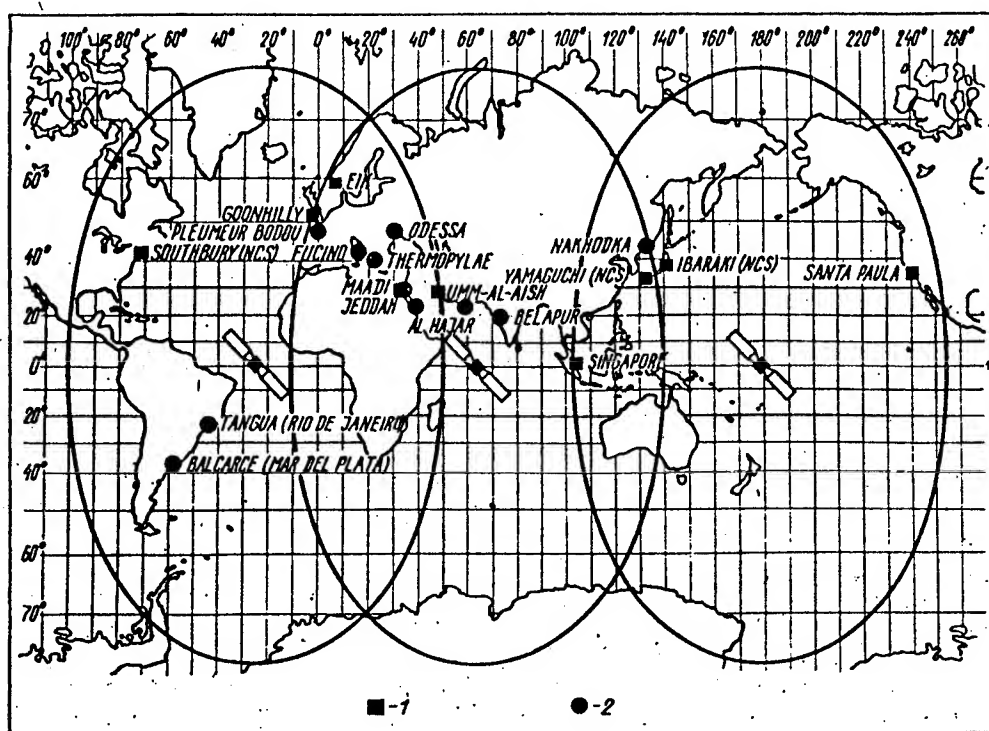 100° 80° 60° 40° 20° 0° 20° 40° 60° 80° 100° 120° 140° 160° 180° 200° 220° 240° 260°
70°
60°
EIK
GOONHILLY
PLEUMEUR BODOU
ODESSA
40° SOUTHBURY (NCS) FUCINO
NAKHODKA
THERMOPYLAE
YAMAGUCHI (NCS)
IBARAKI (NCS)
SANTA PAULA
MAADI
UMM-AL-AISH
JEDDAH
20°
AL HAJAR
BELAPUR
SINGAPORE
0°
20°
TANGUA (RIO DE JANEIRO)
BALCARCE (MAR DEL PLATA)
40°
60°
70°
-1
-2